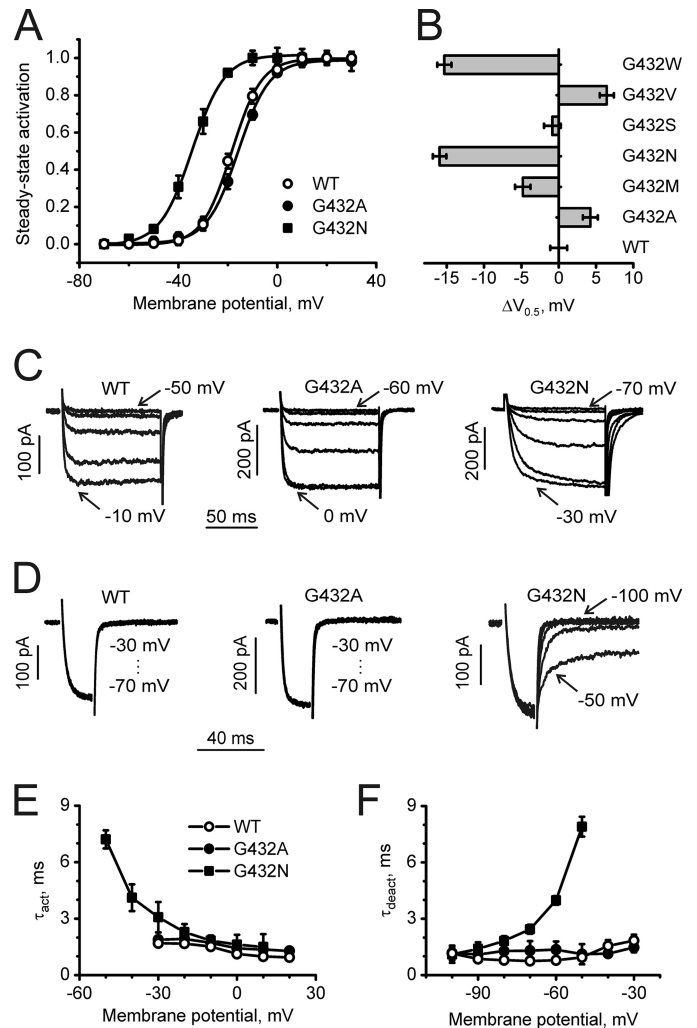 A
Steady-state activation
1.0
0.8
0.6
0.4
0.2
0.0
WT
G432A
G432N
-80
-40
0
40
Membrane potential, mV
B
G432W
G432V
G432S
G432N
G432M
G432A
WT
-15
-10
-5
0
5
10
ΔV0.5, mV
C
WT
-50 mV
100 pA
-10 mV
50 ms
G432A
-60 mV
200 pA
0 mV
G432N
-70 mV
200 pA
-30 mV
D
WT
-30 mV
-70 mV
100 pA
40 ms
G432A
-30 mV
-70 mV
200 pA
G432N
-100 mV
100 pA
-50 mV
E
τact, ms
9
6
3
0
WT
G432A
G432N
-60
-30
0
30
Membrane potential, mV
F
τdeact, ms
9
6
3
0
-90
-60
-30
Membrane potential, mV